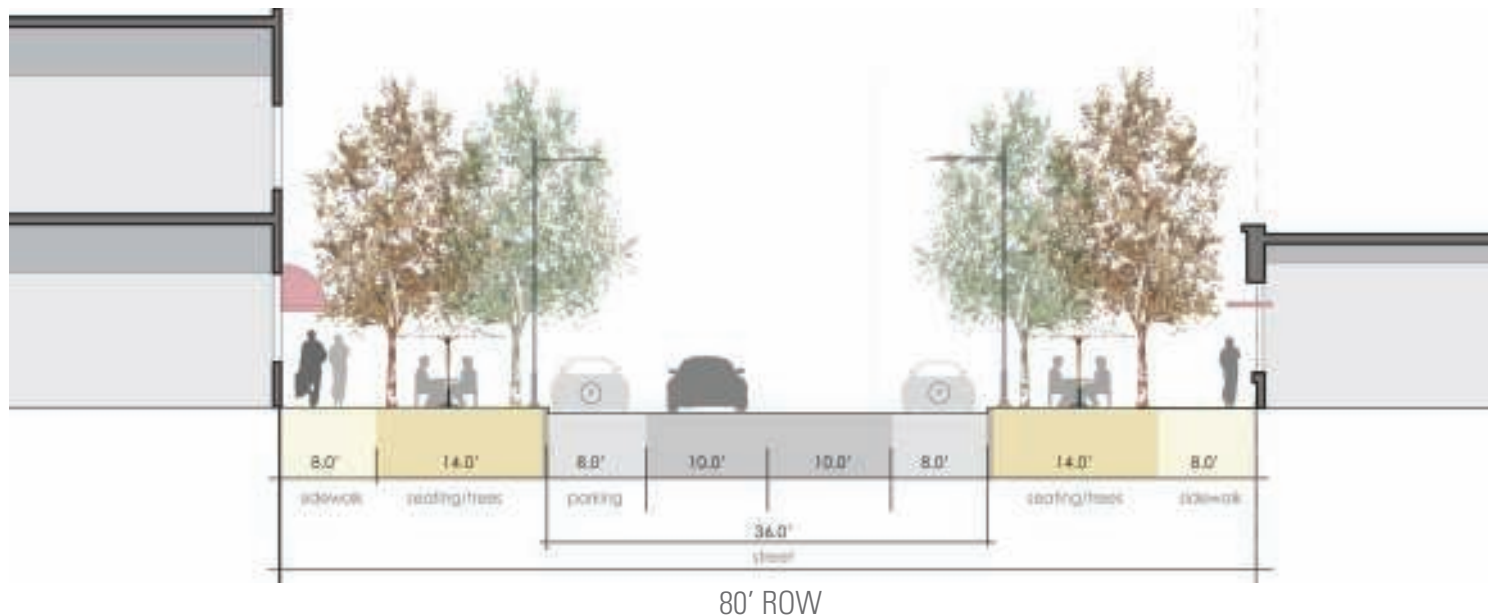 8.0' 14.0' 8.0' 10.0' 10.0' 8.0' 14.0' 8.0'
sidewalk seating/trees parking seating/trees sidewalk
36.0'
street
80' ROW